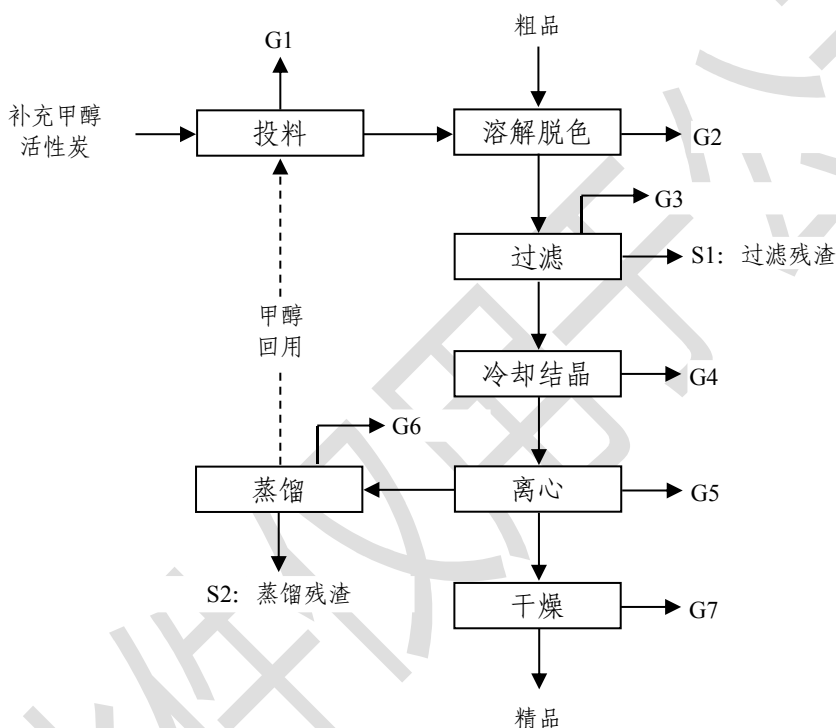 粗品
G1
补充甲醇
活性炭
投料
溶解脱色
G2
G3
过滤
S1：过滤残渣
甲醇
回用
冷却结晶
G4
G6
蒸馏
离心
G5
S2：蒸馏残渣
干燥
G7
精品